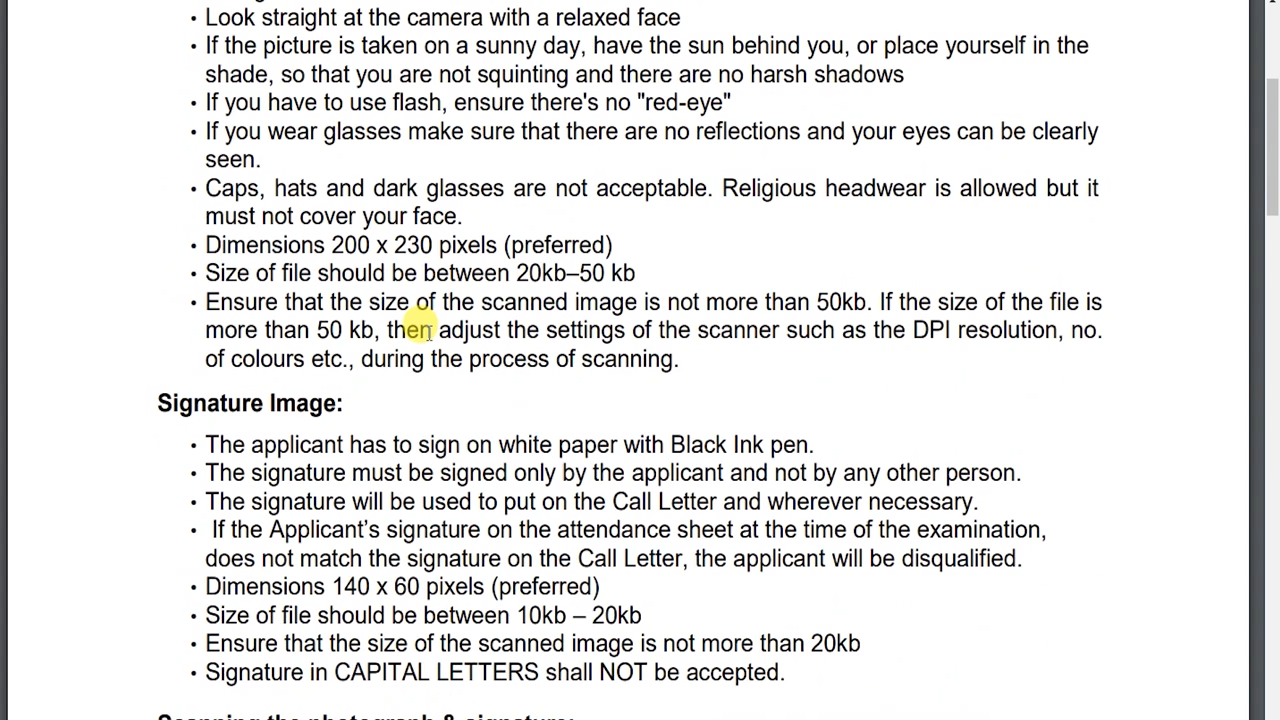 • Look straight at the camera with a relaxed face
• If the picture is taken on a sunny day, have the sun behind you, or place yourself in the
shade, so that you are not squinting and there are no harsh shadows
• If you have to use flash, ensure there's no "red-eye"
• If you wear glasses make sure that there are no reflections and your eyes can be clearly
seen.
• Caps, hats and dark glasses are not acceptable. Religious headwear is allowed but it
must not cover your face.
• Dimensions 200 x 230 pixels (preferred)
• Size of file should be between 20kb–50 kb
• Ensure that the size of the scanned image is not more than 50kb. If the size of the file is
more than 50 kb, then adjust the settings of the scanner such as the DPI resolution, no.
of colours etc., during the process of scanning.
Signature Image:
• The applicant has to sign on white paper with Black Ink pen.
• The signature must be signed only by the applicant and not by any other person.
• The signature will be used to put on the Call Letter and wherever necessary.
• If the Applicant’s signature on the attendance sheet at the time of the examination,
does not match the signature on the Call Letter, the applicant will be disqualified.
• Dimensions 140 x 60 pixels (preferred)
• Size of file should be between 10kb – 20kb
• Ensure that the size of the scanned image is not more than 20kb
• Signature in CAPITAL LETTERS shall NOT be accepted.
Scanning the photograph & signature: